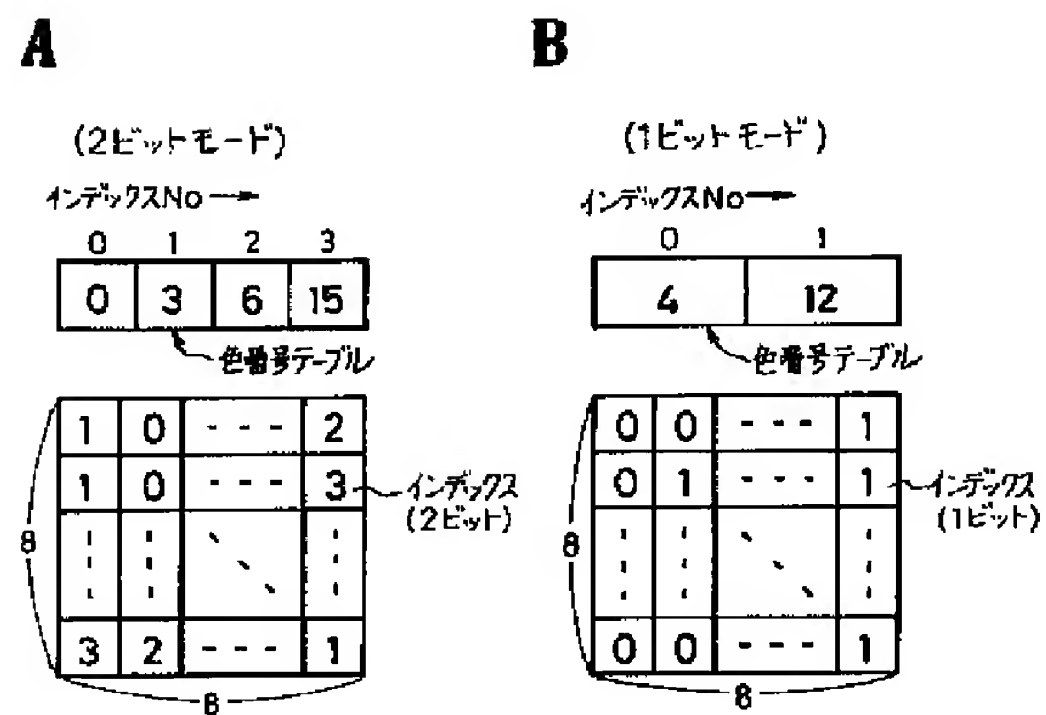 A
(2ビットモード)
インデックスNo→
0 1 2 3
0 3 6 15
色番号テーブル
1 0 --- 2
1 0 --- 3
インデックス
(2ビット)
8
3 2 --- 1
8
B
(1ビットモード)
インデックスNo→
0 1
4 12
色番号テーブル
0 0 --- 1
0 1 --- 1
インデックス
(1ビット)
8
0 0 --- 1
8